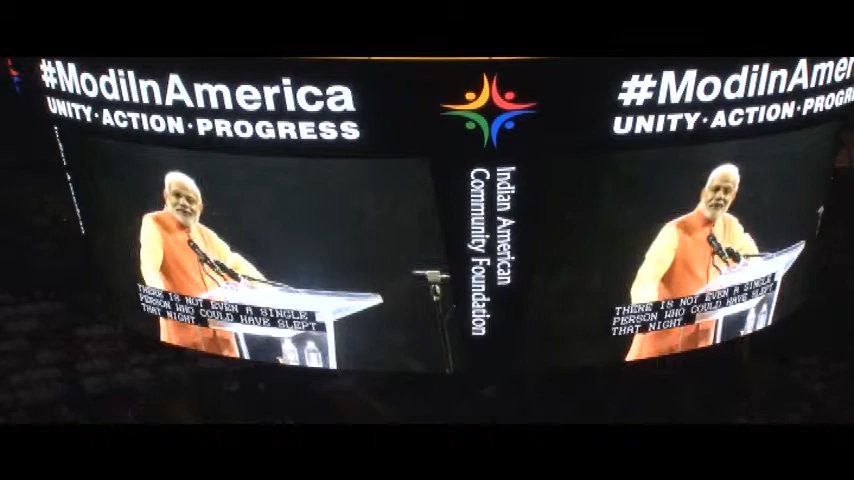 #ModiInAmerica
UNITY·ACTION·PROGRESS
THERE IS NOT EVEN A SINGLE
PERSON WHO COULD HAVE SLEPT
THAT NIGHT.
Indian American
Community Foundation
#ModiInAmer
UNITY·ACTION·PROGR
THERE IS NOT EVEN A SINGLE
PERSON WHO COULD HAVE SLEPT
THAT NIGHT.